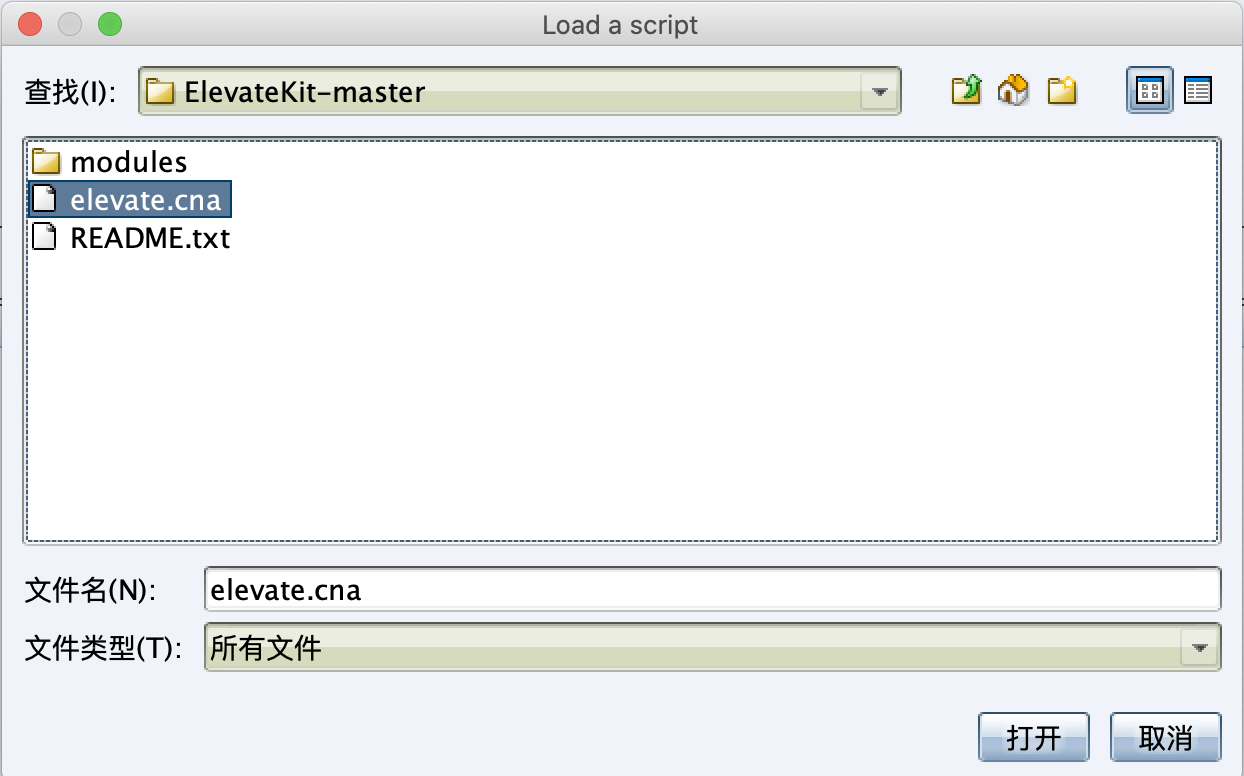 Load a script
查找(I): ElevateKit-master
modules
elevate.cna
README.txt
文件名(N): elevate.cna
文件类型(T): 所有文件
打开 取消